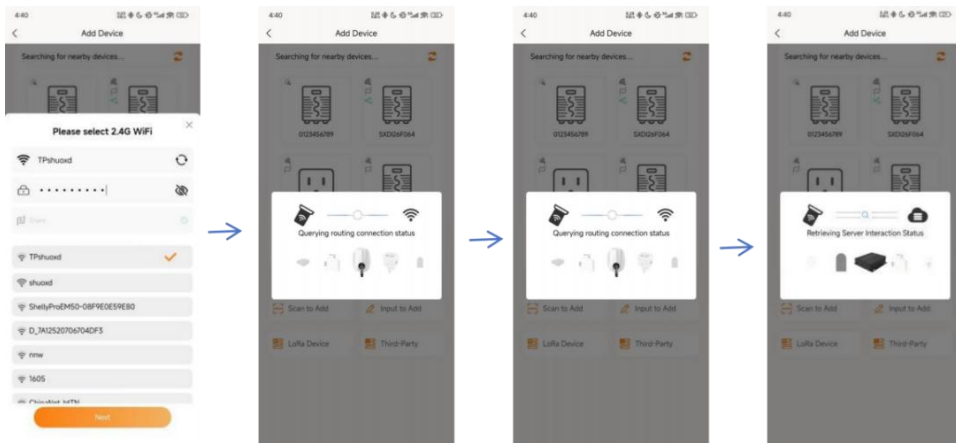 4:40
Add Device
Searching for nearby devices...
Please select 2.4G WiFi
TPshuoxd
TPshuoxd
shuoxd
ShellyProEM50-08F9E0E59E80
D_7A12520706704DF3
nnw
1605
ChinaNet-MTN
Next
4:40
Add Device
Searching for nearby devices...
0123456789
SXDI26F064
Querying routing connection status
Scan to Add
Input to Add
LoRa Device
Third-Party
4:40
Add Device
Searching for nearby devices...
0123456789
SXDI26F064
Querying routing connection status
Scan to Add
Input to Add
LoRa Device
Third-Party
4:40
Add Device
Searching for nearby devices...
0123456789
SXDI26F064
Retrieving Server Interaction Status
Scan to Add
Input to Add
LoRa Device
Third-Party